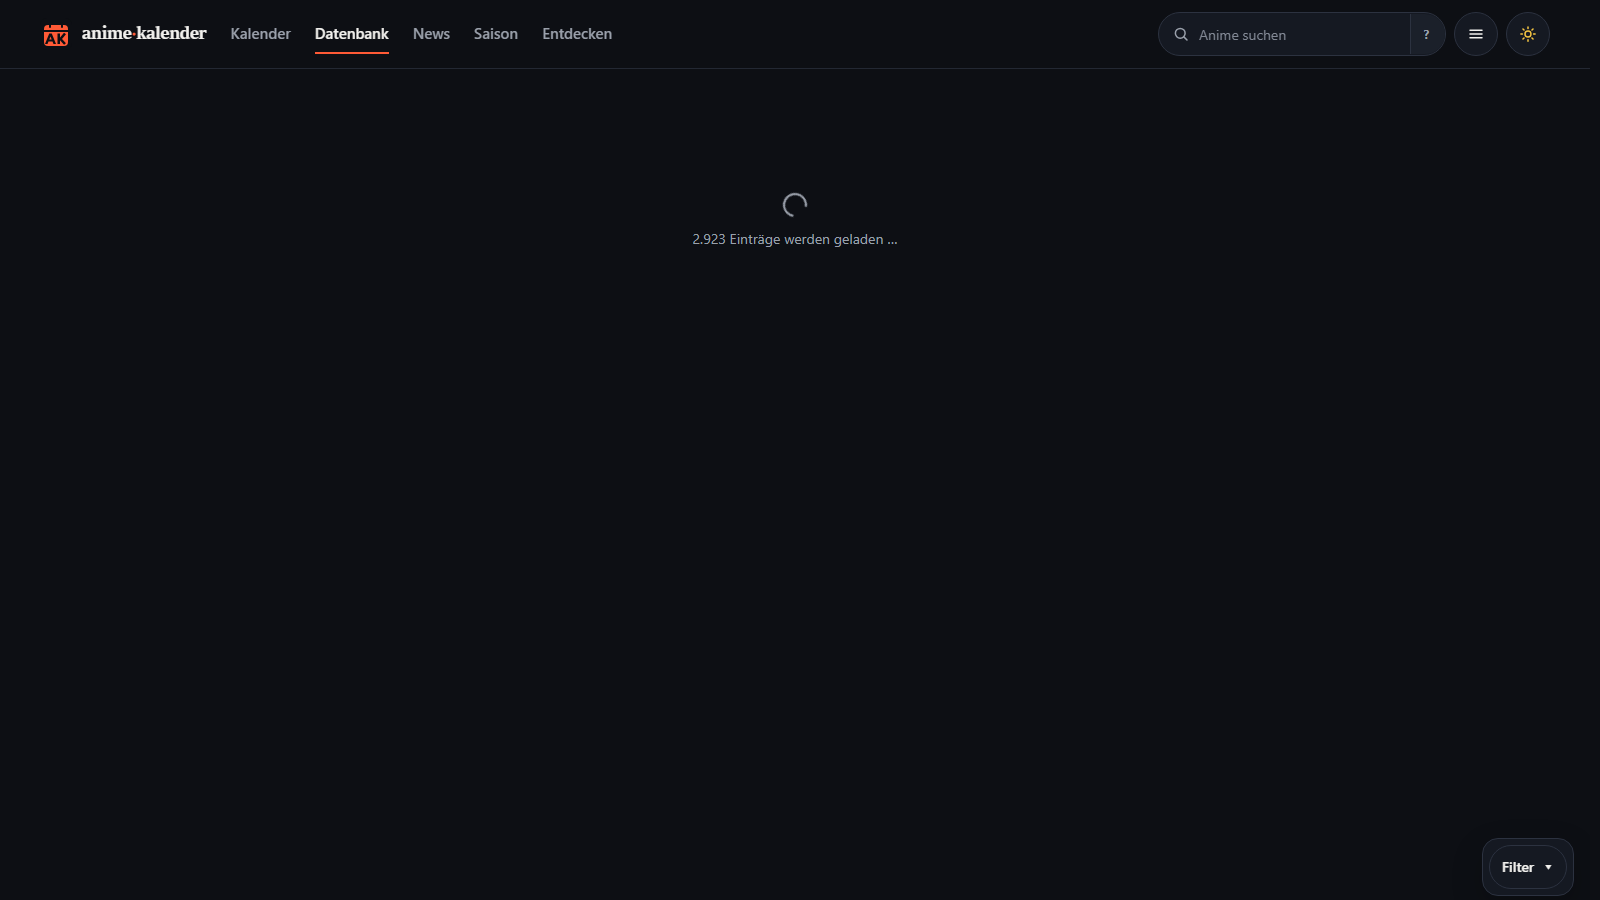 AK anime·kalender Kalender Datenbank News Saison Entdecken Anime suchen ?
2.923 Einträge werden geladen ...
Filter